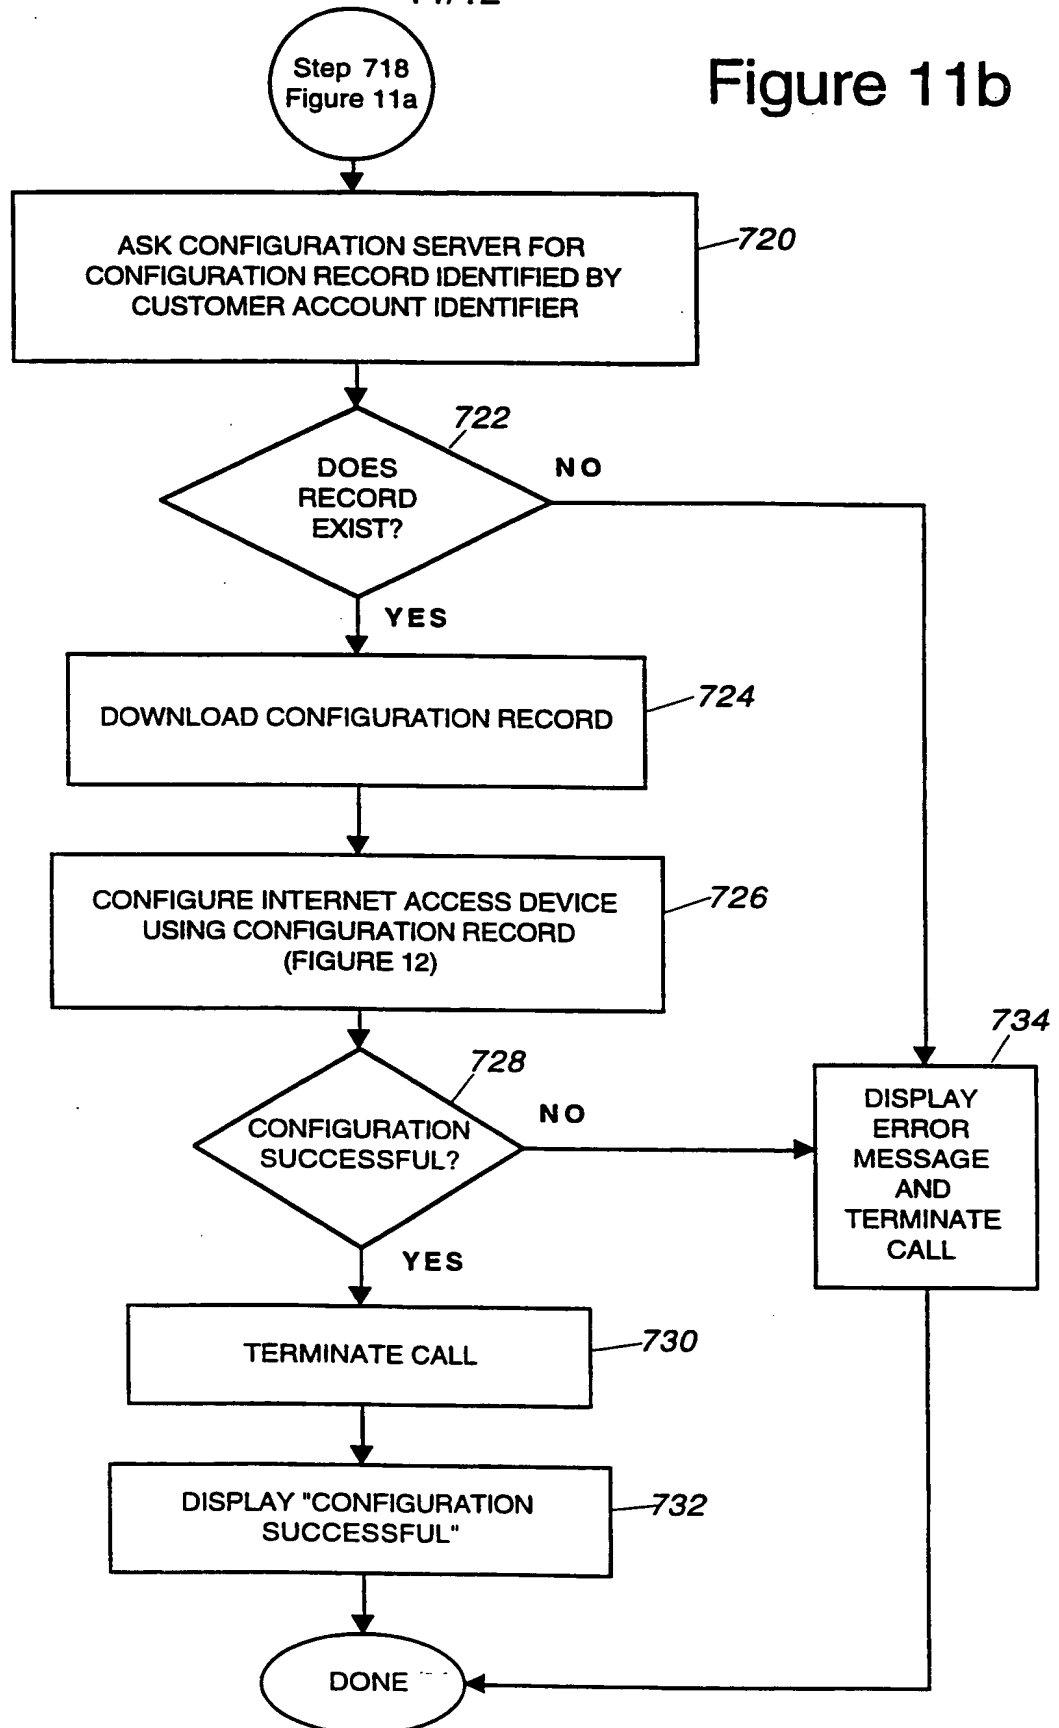 Figure 11b
Step 718
Figure 11a
ASK CONFIGURATION SERVER FOR
CONFIGURATION RECORD IDENTIFIED BY
CUSTOMER ACCOUNT IDENTIFIER
720
722
DOES
RECORD
EXIST?
NO
YES
DOWNLOAD CONFIGURATION RECORD
724
CONFIGURE INTERNET ACCESS DEVICE
USING CONFIGURATION RECORD
(FIGURE 12)
726
728
CONFIGURATION
SUCCESSFUL?
NO
YES
734
DISPLAY
ERROR
MESSAGE
AND
TERMINATE
CALL
TERMINATE CALL
730
DISPLAY "CONFIGURATION
SUCCESSFUL"
732
DONE